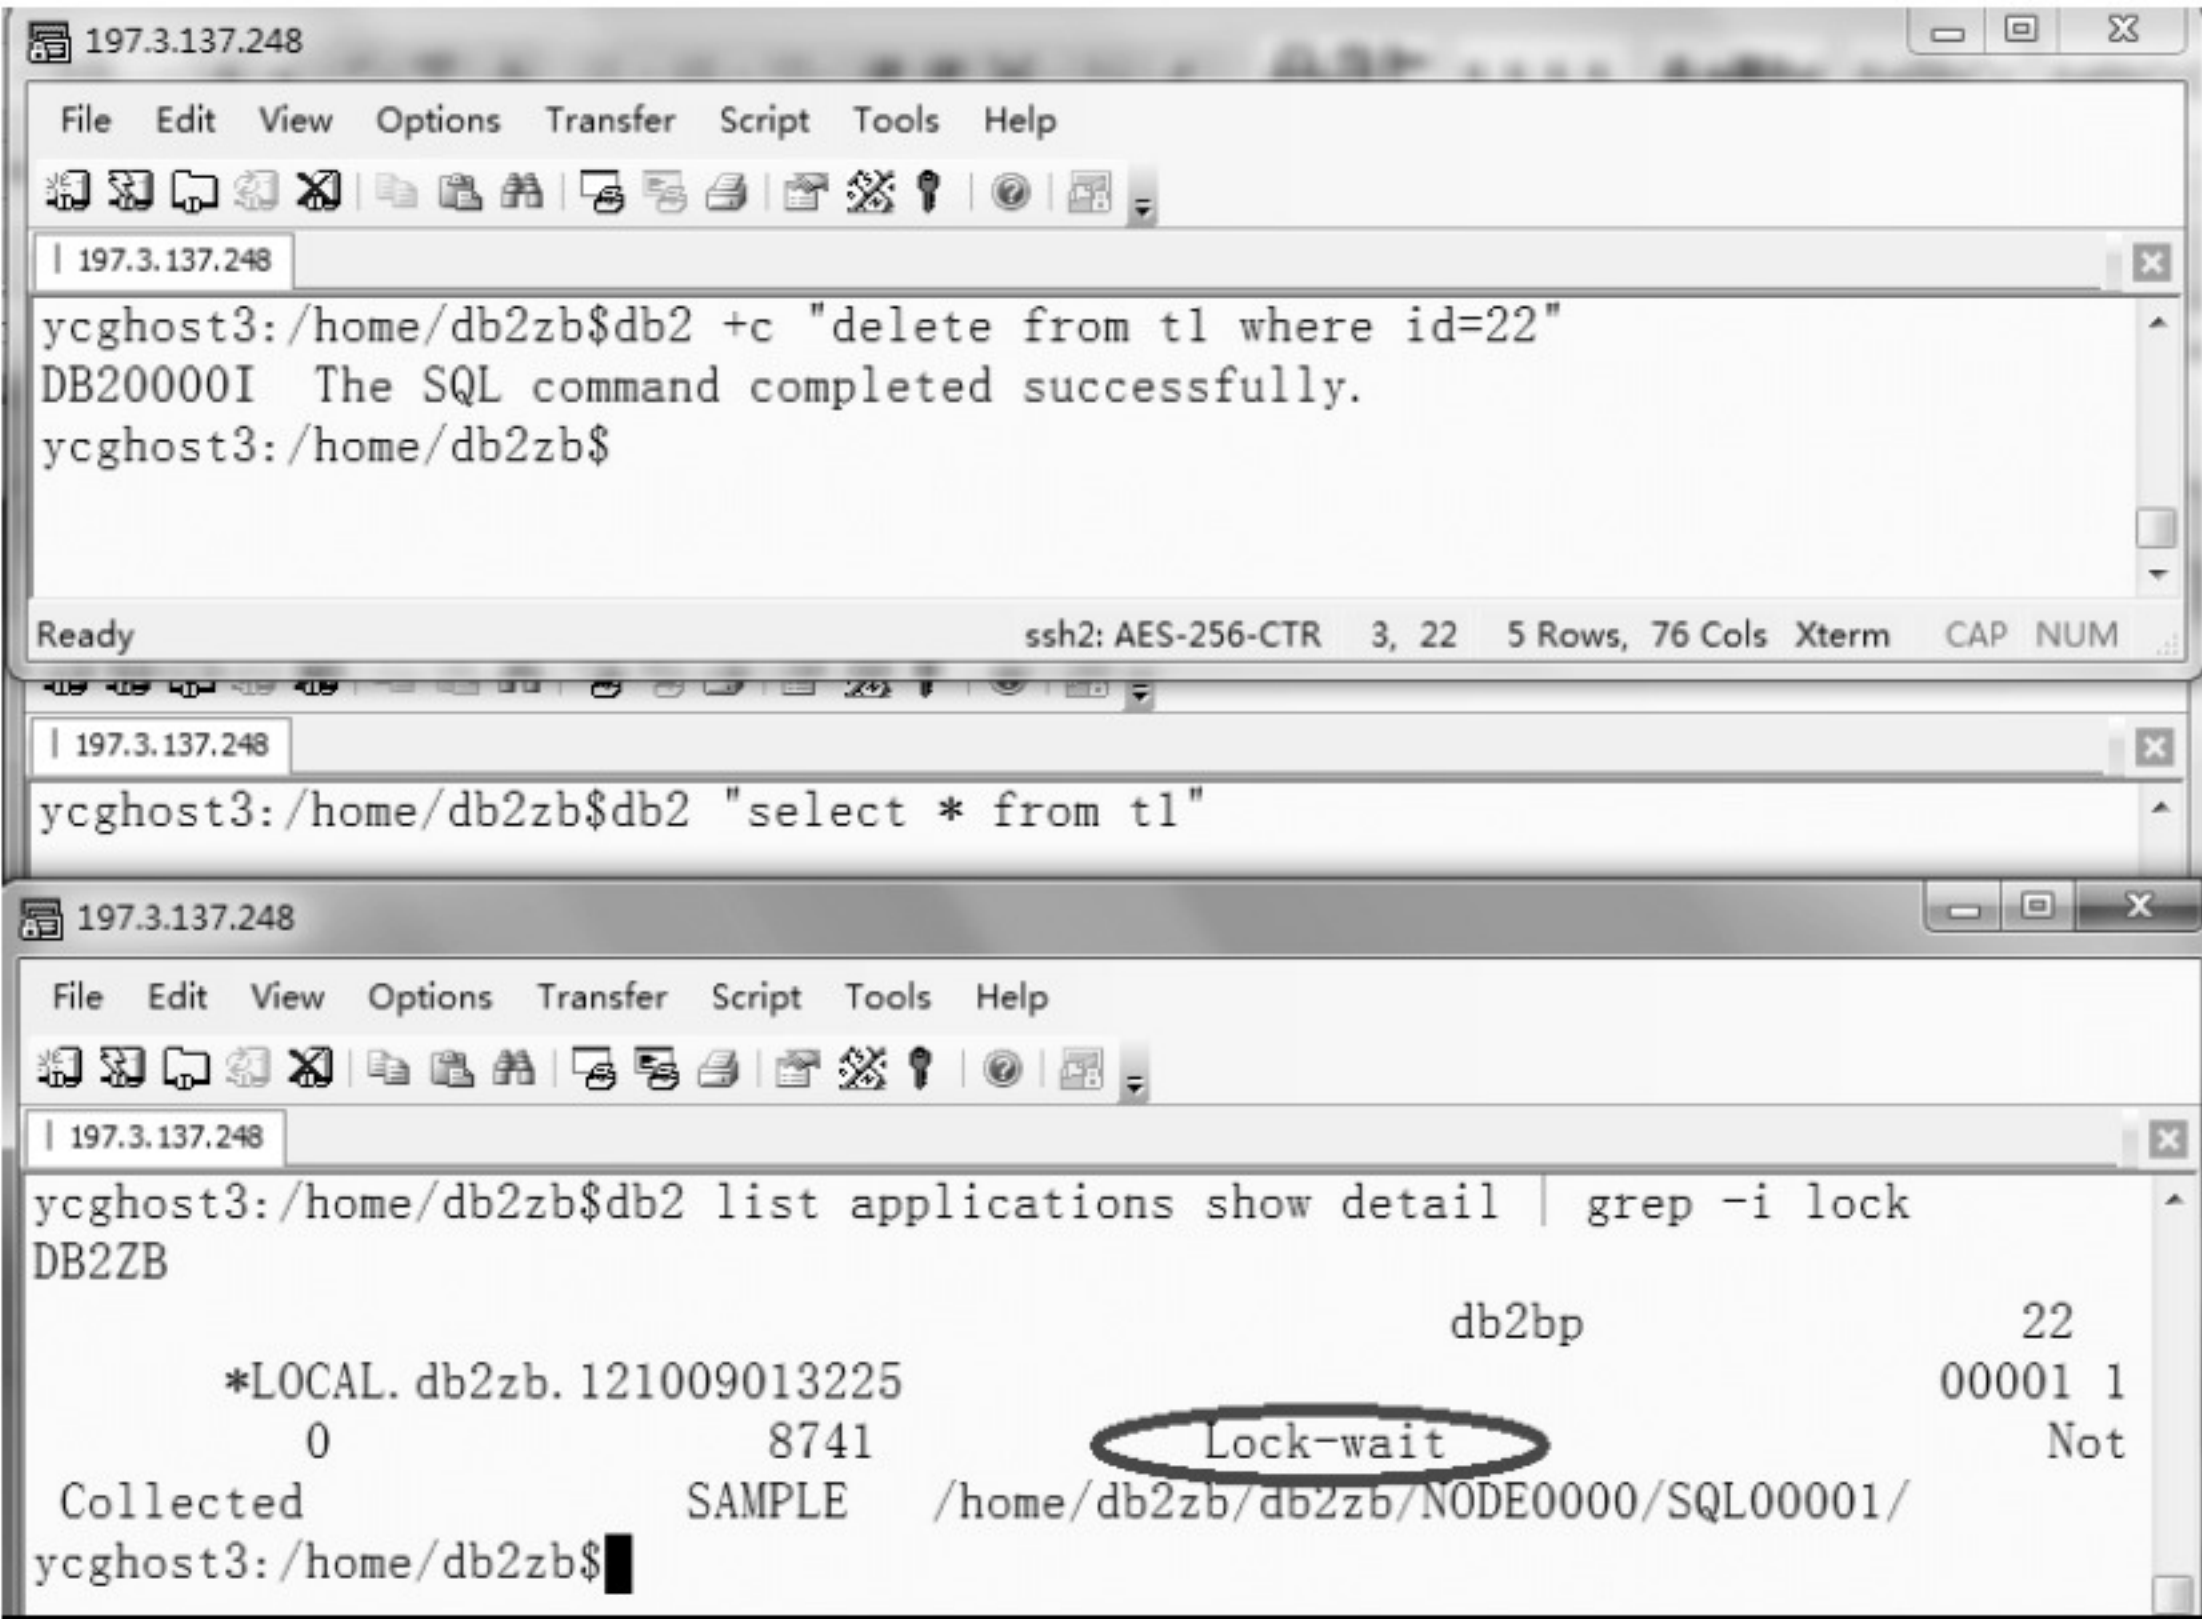 197.3.137.248
File Edit View Options Transfer Script Tools Help
197.3.137.248
ycghost3:/home/db2zb$db2 +c "delete from t1 where id=22"
DB20000I The SQL command completed successfully.
ycghost3:/home/db2zb$
Ready ssh2: AES-256-CTR 3, 22 5 Rows, 76 Cols Xterm CAP NUM
197.3.137.248
ycghost3:/home/db2zb$db2 "select * from t1"
197.3.137.248
File Edit View Options Transfer Script Tools Help
197.3.137.248
ycghost3:/home/db2zb$db2 list applications show detail | grep -i lock
DB2ZB
db2bp 22
*LOCAL.db2zb.121009013225 00001 1
0 8741 Lock-wait Not
Collected SAMPLE /home/db2zb/db2zb/NODE0000/SQL00001/
ycghost3:/home/db2zb$